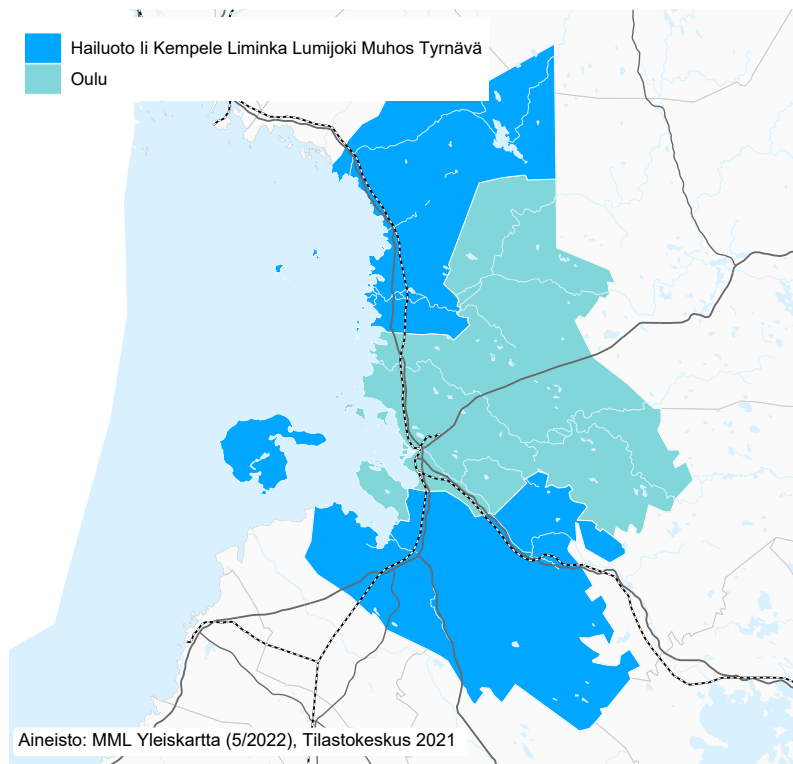 Hailuoto Ii Kempele Liminka Lumijoki Muhos Tyrnävä
Oulu
Aineisto: MML Yleiskartta (5/2022), Tilastokeskus 2021